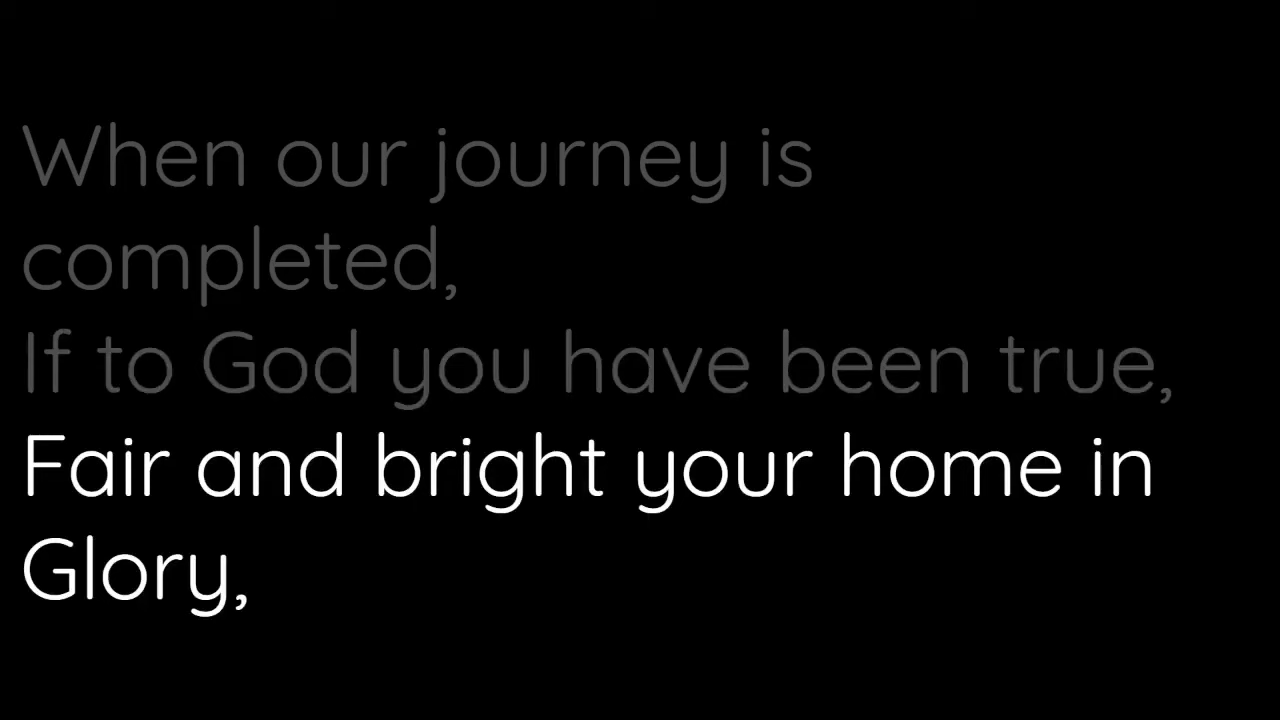 When our journey is
completed,
If to God you have been true,
Fair and bright your home in
Glory,